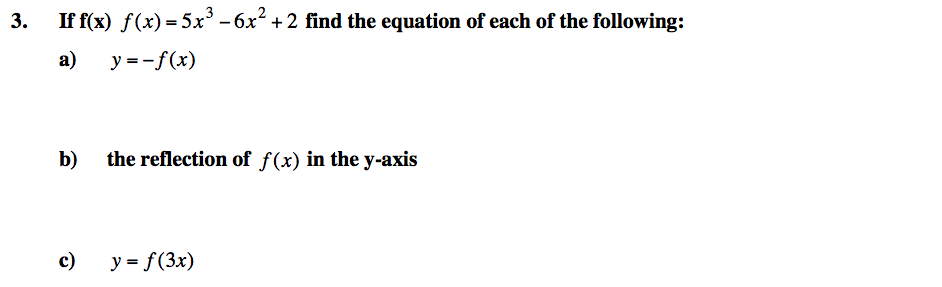 3. If f(x) f(x) = 5x³ – 6x² + 2 find the equation of each of the following:
a) y = –f(x)
b) the reflection of f(x) in the y-axis
c) y = f(3x)